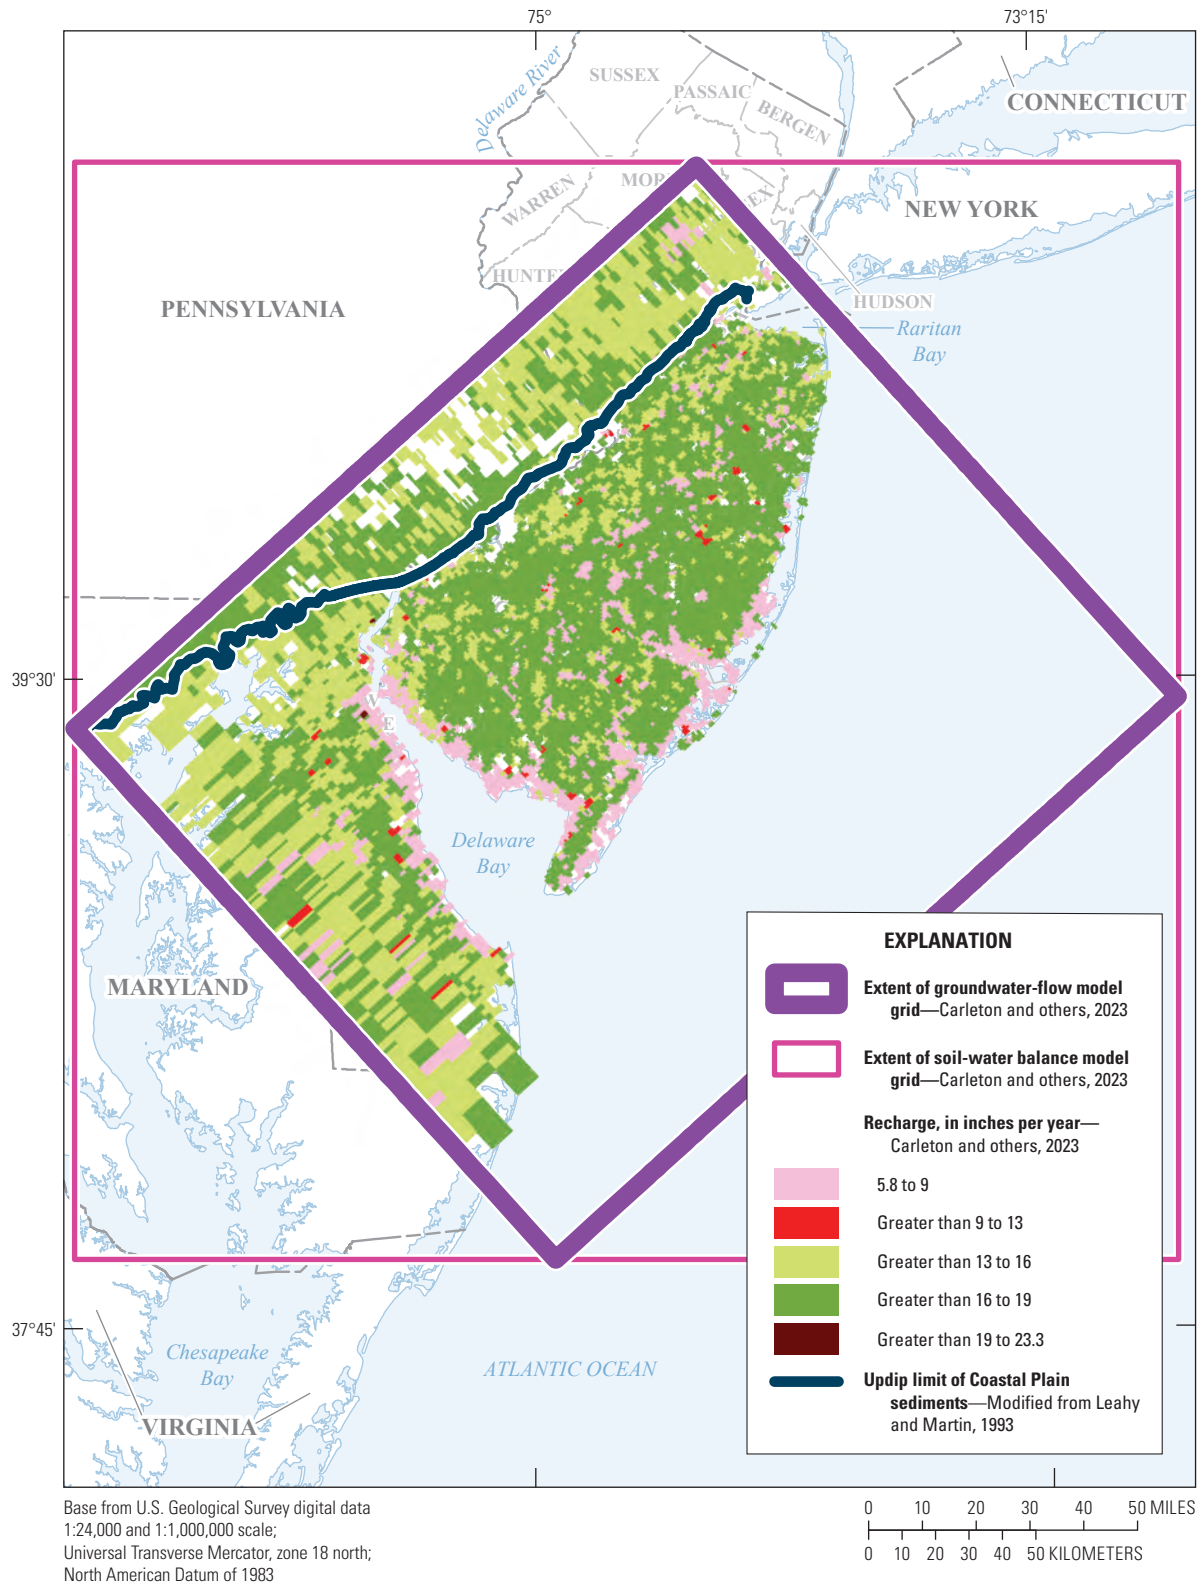 75°
73°15'
SUSSEX
Delaware River
PASSAIC
BERGEN
CONNECTICUT
MOR
EX
WARREN
NEW YORK
HUNTE
HUDSON
PENNSYLVANIA
Raritan
Bay
39°30'
V
E
Delaware
Bay
MARYLAND
37°45'
Chesapeake
Bay
ATLANTIC OCEAN
VIRGINIA
EXPLANATION
Extent of groundwater-flow model
grid—Carleton and others, 2023
Extent of soil-water balance model
grid—Carleton and others, 2023
Recharge, in inches per year—
Carleton and others, 2023
5.8 to 9
Greater than 9 to 13
Greater than 13 to 16
Greater than 16 to 19
Greater than 19 to 23.3
Updip limit of Coastal Plain
sediments—Modified from Leahy
and Martin, 1993
Base from U.S. Geological Survey digital data
1:24,000 and 1:1,000,000 scale;
Universal Transverse Mercator, zone 18 north;
North American Datum of 1983
0 10 20 30 40 50 MILES
0 10 20 30 40 50 KILOMETERS